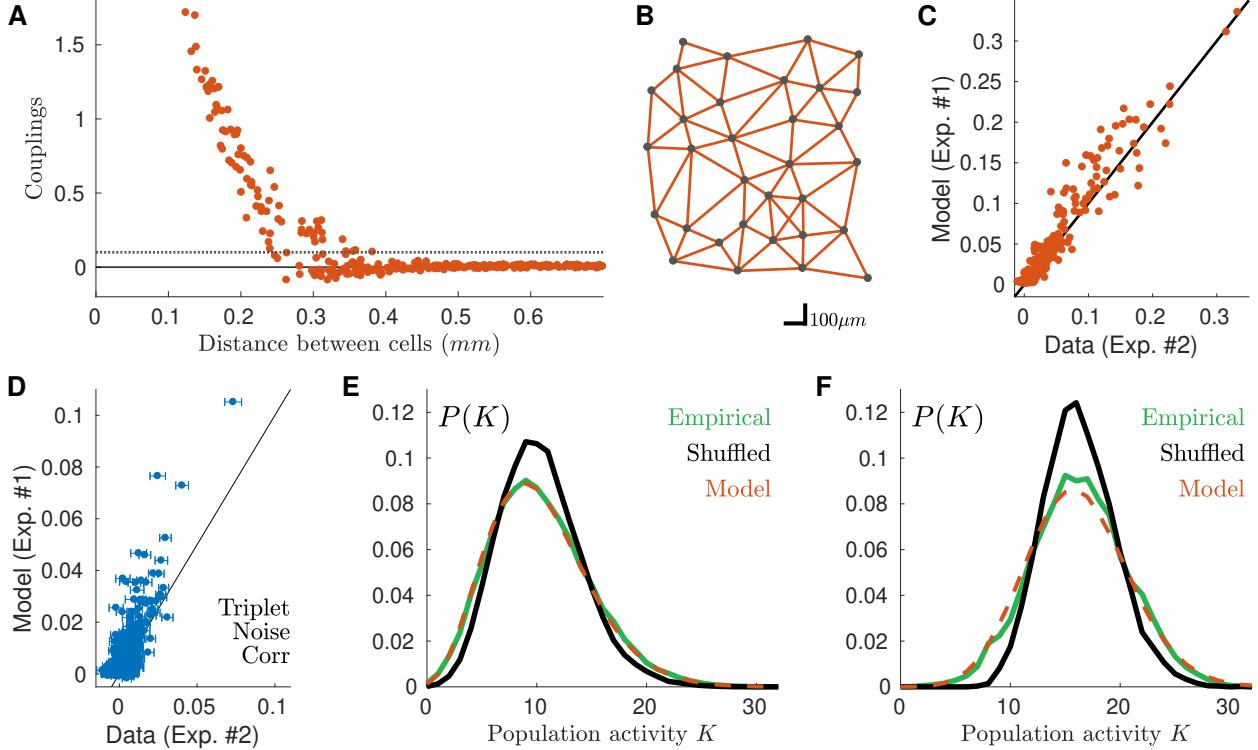 A
Couplings
1.5
1
0.5
0
0 0.1 0.2 0.3 0.4 0.5 0.6
Distance between cells (mm)
B
100μm
C
Model (Exp. #1)
0.3
0.25
0.2
0.15
0.1
0.05
0
0 0.1 0.2 0.3
Data (Exp. #2)
D
Model (Exp. #1)
0.1
0.08
0.06
0.04
0.02
0
Triplet
Noise
Corr
0 0.05 0.1
Data (Exp. #2)
E
P(K)
Empirical
Shuffled
Model
0.12
0.1
0.08
0.06
0.04
0.02
0
0 10 20 30
Population activity K
F
P(K)
Empirical
Shuffled
Model
0.12
0.1
0.08
0.06
0.04
0.02
0
0 10 20 30
Population activity K